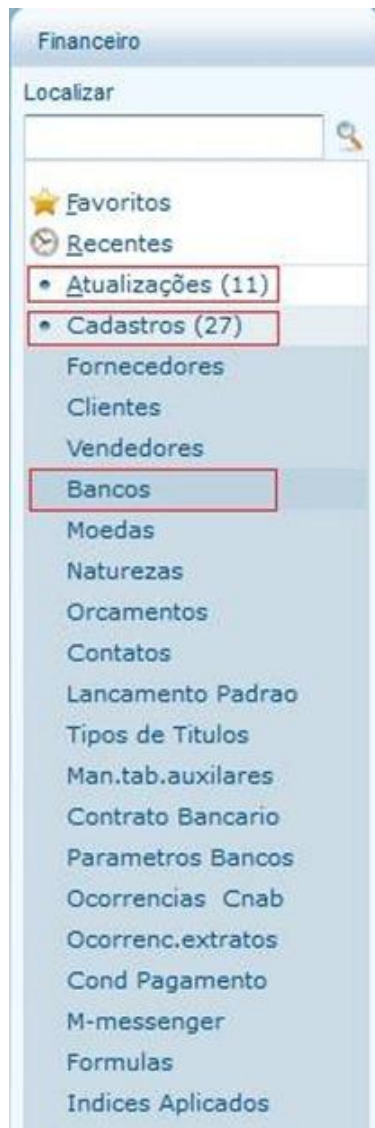 Financeiro
Localizar
Favoritos
Recentes
Atualizações (11)
Cadastros (27)
Fornecedores
Clientes
Vendedores
Bancos
Moedas
Naturezas
Orcamentos
Contatos
Lancamento Padrao
Tipos de Titulos
Man.tab.auxilares
Contrato Bancario
Parametros Bancos
Ocorrencias Cnab
Ocorrenc.extratos
Cond Pagamento
M-messenger
Formulas
Indices Aplicados